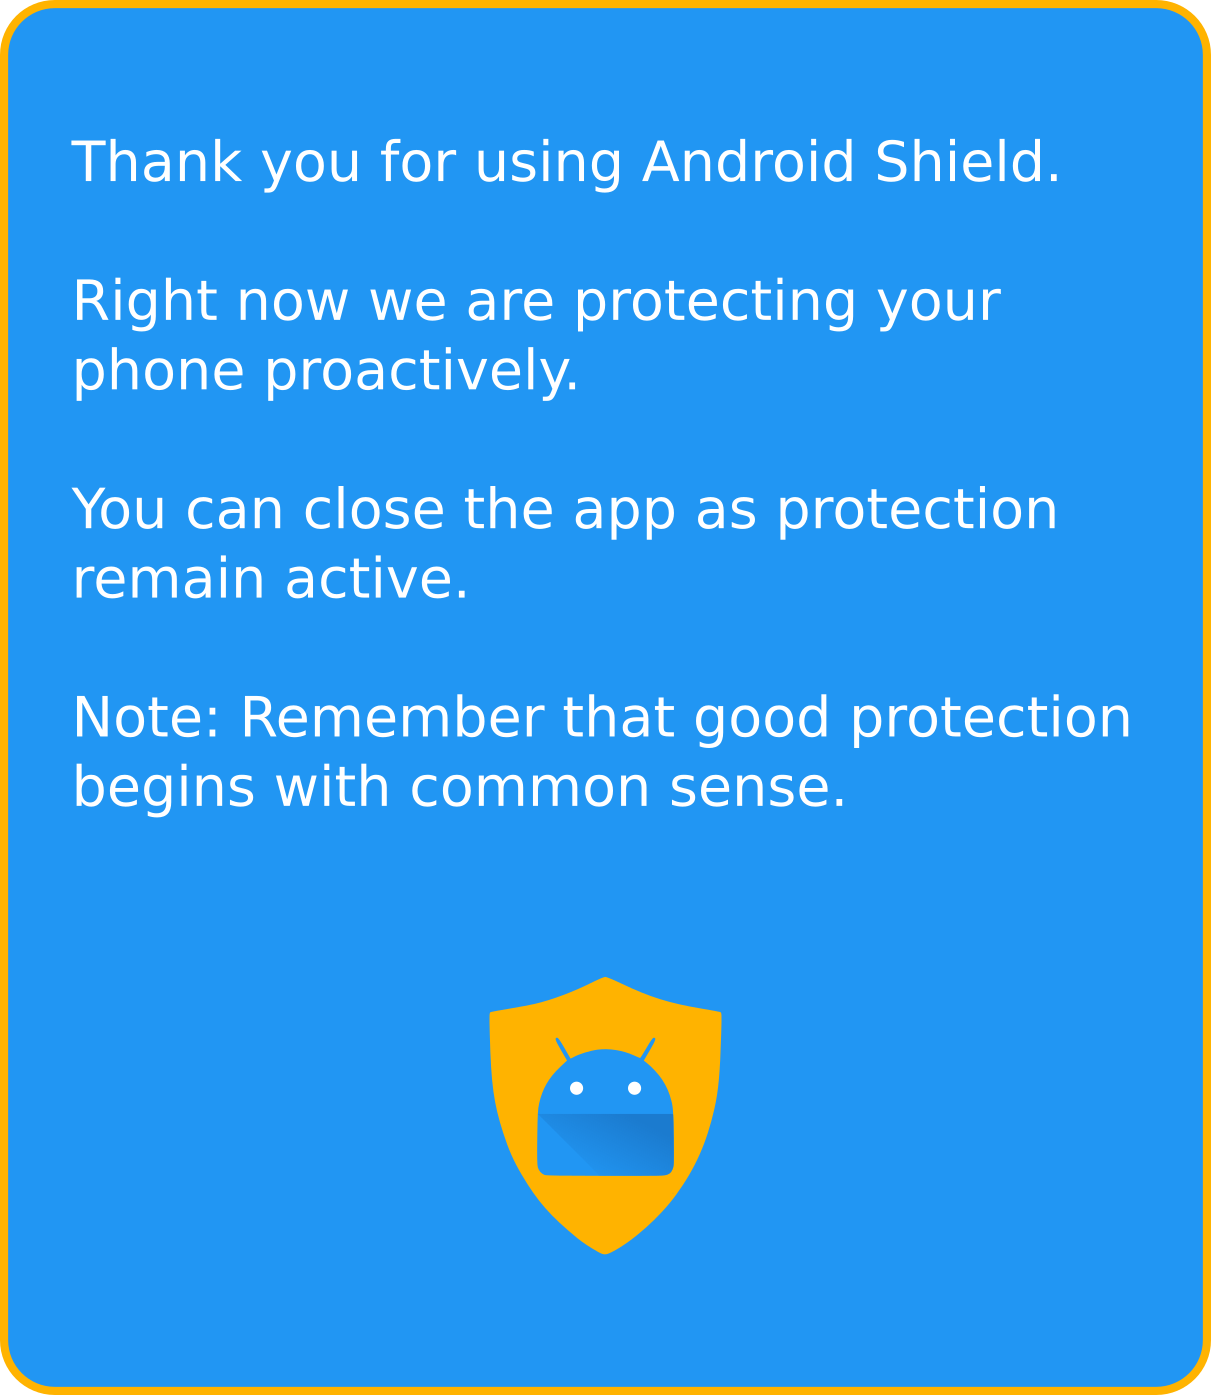 Thank you for using Android Shield.
Right now we are protecting your
phone proactively.
You can close the app as protection
remain active.
Note: Remember that good protection
begins with common sense.